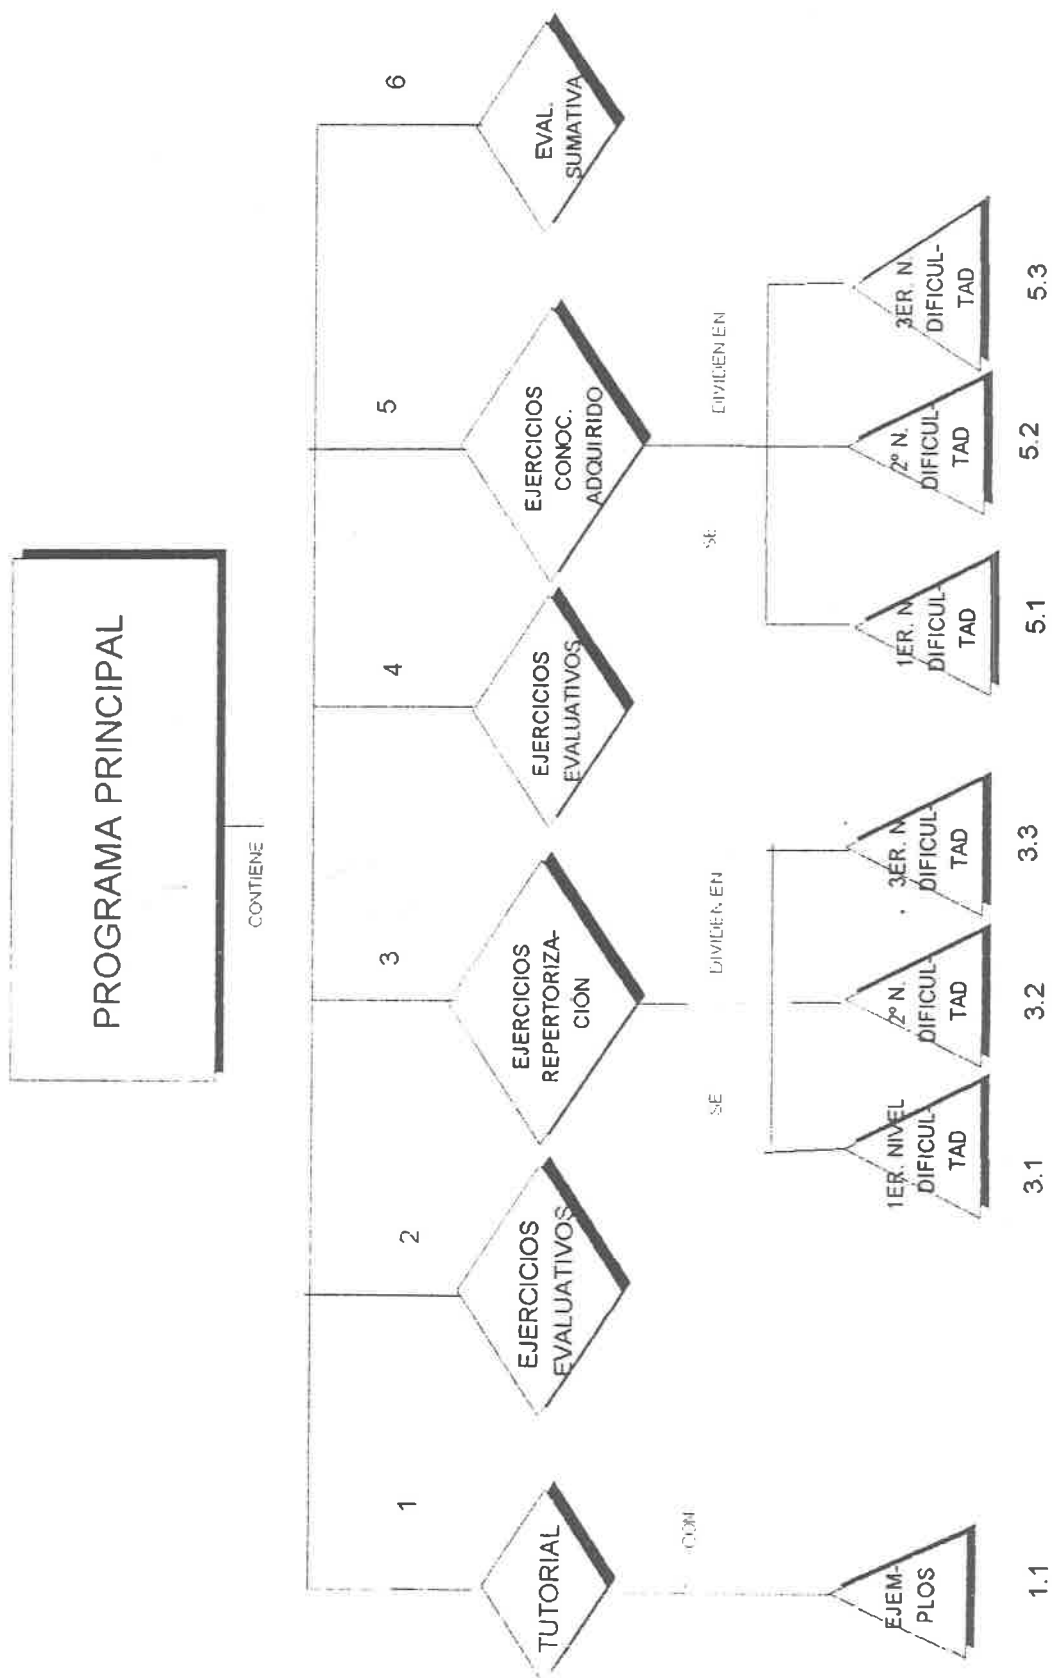 PROGRAMA PRINCIPAL
CONTIENE
1
2
3
4
5
6
TUTORIAL
EJERCICIOS
EVALUATIVOS
EJERCICIOS
REPERTORIZA-
CIÓN
EJERCICIOS
EVALUATIVOS
EJERCICIOS
CONOC.
ADQUIRIDO
EVAL.
SUMATIVA
CON
SE DIVIDEN EN
SE DIVIDEN EN
EJEM-
PLOS
1ER. NIVEL
DIFICUL-
TAD
2º N.
DIFICUL-
TAD
3ER. N
DIFICUL-
TAD
1ER. N
DIFICUL-
TAD
2º N.
DIFICUL-
TAD
3ER. N.
DIFICUL-
TAD
1.1
3.1
3.2
3.3
5.1
5.2
5.3